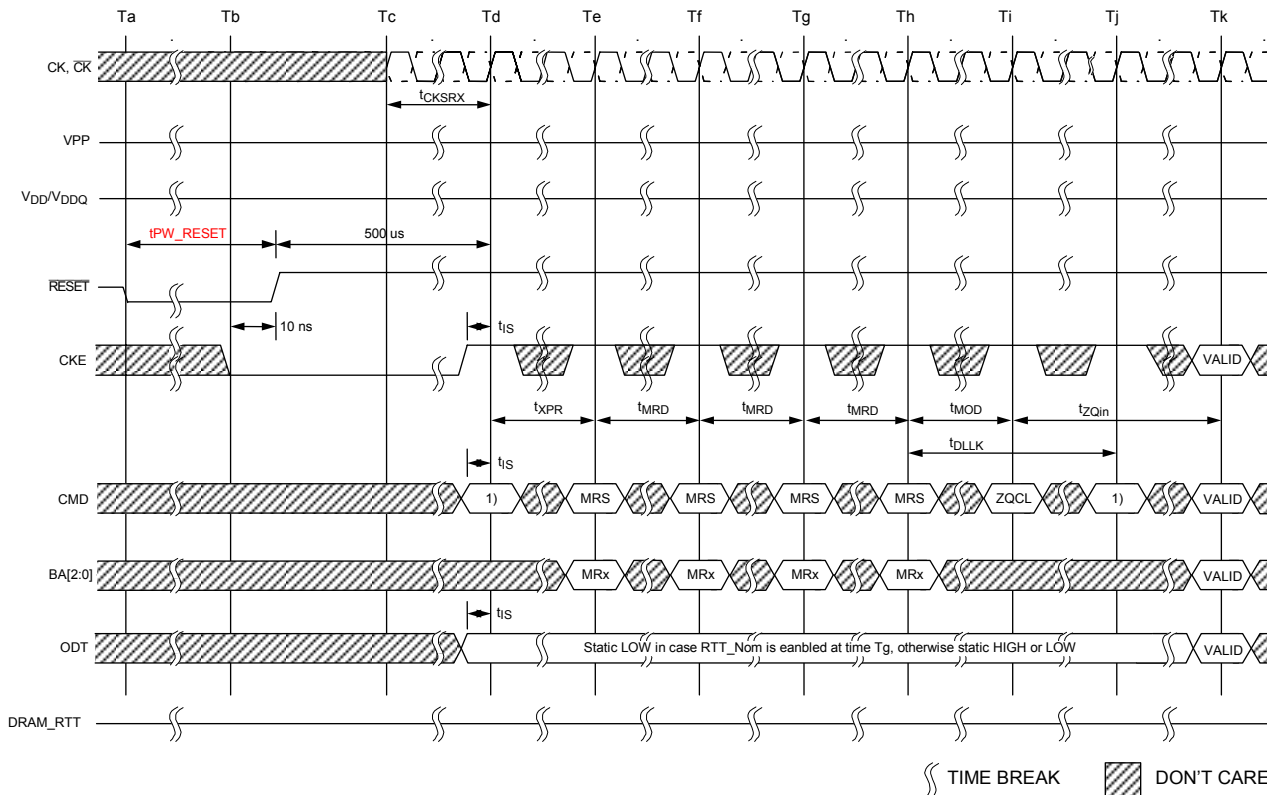 Ta Tb Tc Td Te Tf Tg Th Ti Tj Tk
CK, CK
tCKSRX
VPP
VDD/VDDQ
tPW_RESET 500 us
RESET
10 ns tIS
CKE VALID
tXPR tMRD tMRD tMRD tMOD tZQin
tDLLK
tIS
CMD 1) MRS MRS MRS MRS ZQCL 1) VALID
BA[2:0] MRx MRx MRx MRx VALID
tIS
ODT Static LOW in case RTT_Nom is eanbled at time Tg, otherwise static HIGH or LOW VALID
DRAM_RTT
TIME BREAK DON'T CARE